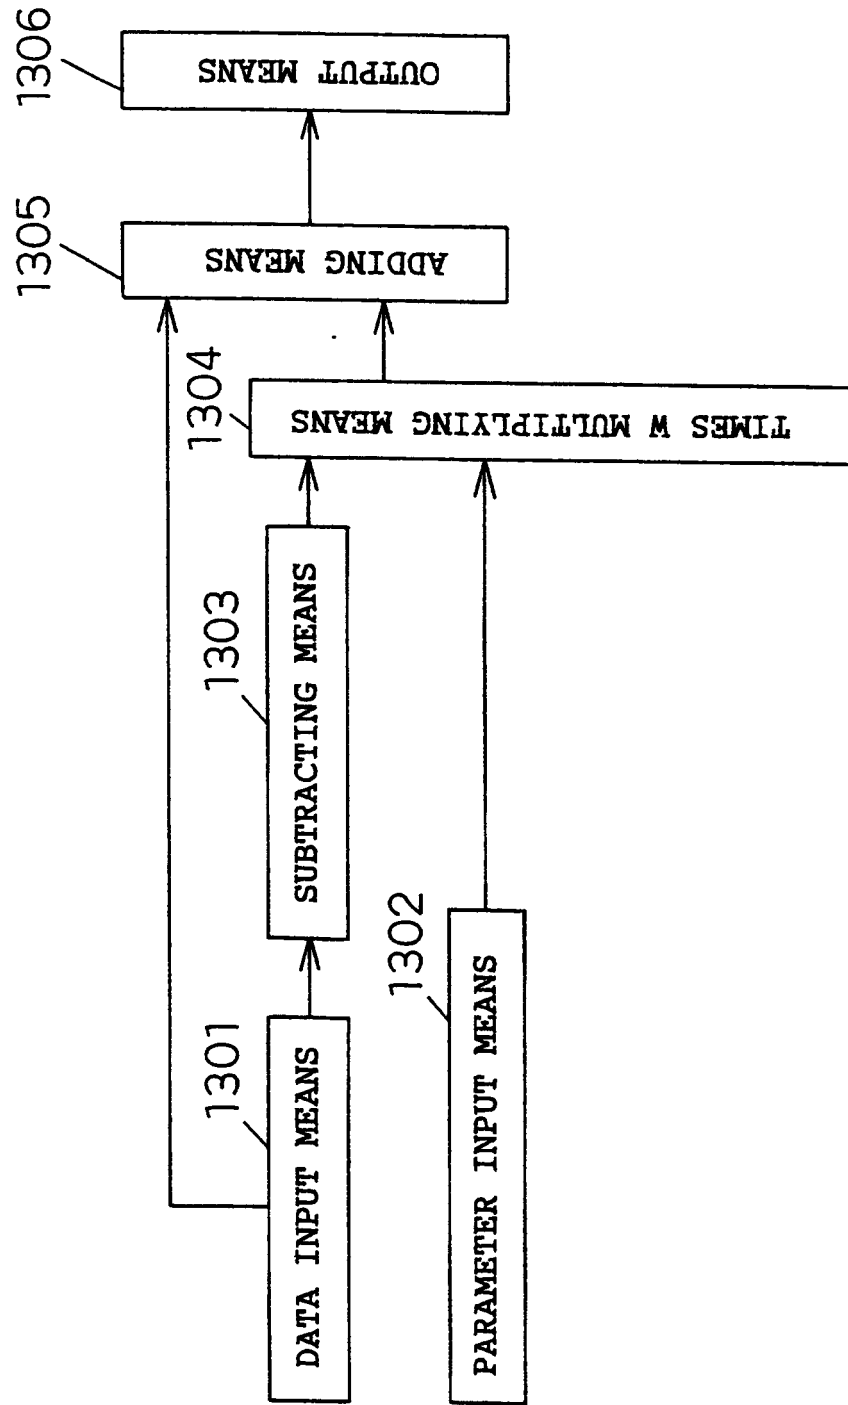 1306
OUTPUT MEANS
1305
ADDING MEANS
1304
TIMES W MULTIPLYING MEANS
1303
SUBTRACTING MEANS
1302
1301
DATA INPUT MEANS
PARAMETER INPUT MEANS